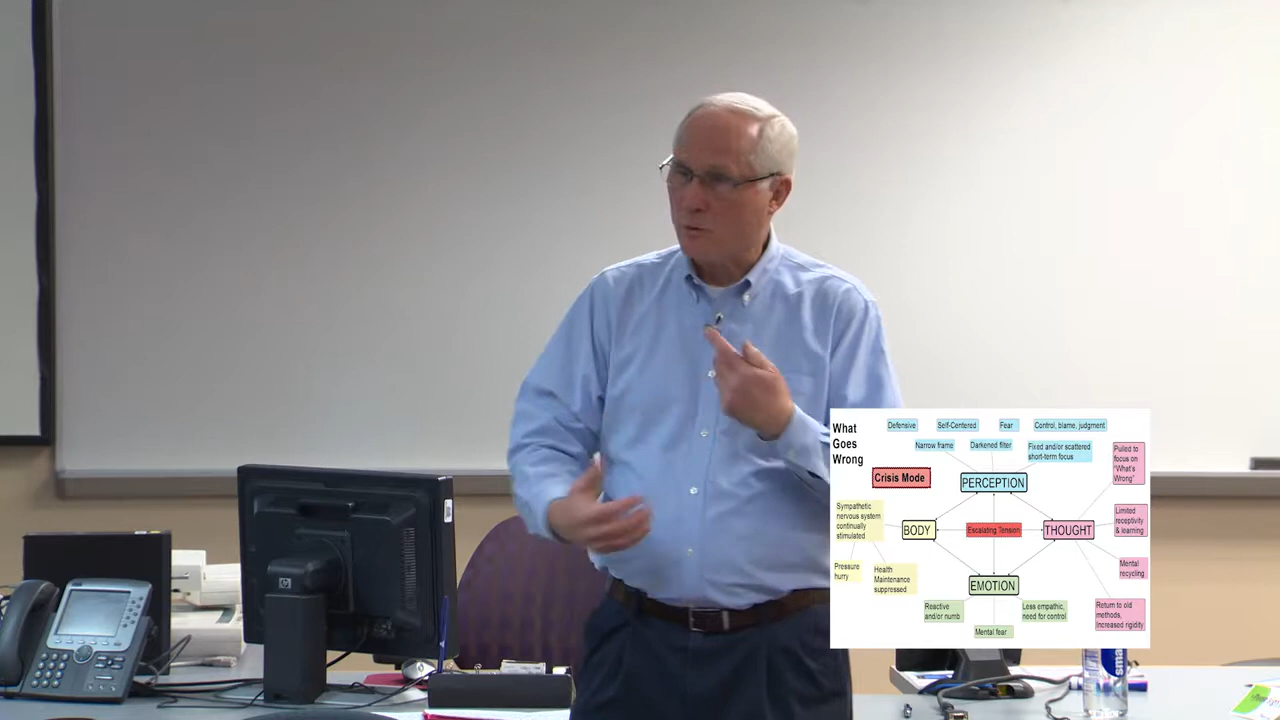 What
Goes
Wrong
Defensive
Self-Centered
Fear
Control, blame, judgment
Narrow frame
Darkened filter
Fixed and/or scattered
short-term focus
Pulled to
focus on
"What's
Wrong"
Crisis Mode
PERCEPTION
Sympathetic
nervous system
continually
stimulated
BODY
Escalating Tension
THOUGHT
Limited
receptivity
& learning
Pressure
hurry
Health
Maintenance
suppressed
EMOTION
Mental
recycling
Reactive
and/or numb
Less empathic,
need for control
Mental fear
Return to old
methods,
Increased rigidity
hp
sma